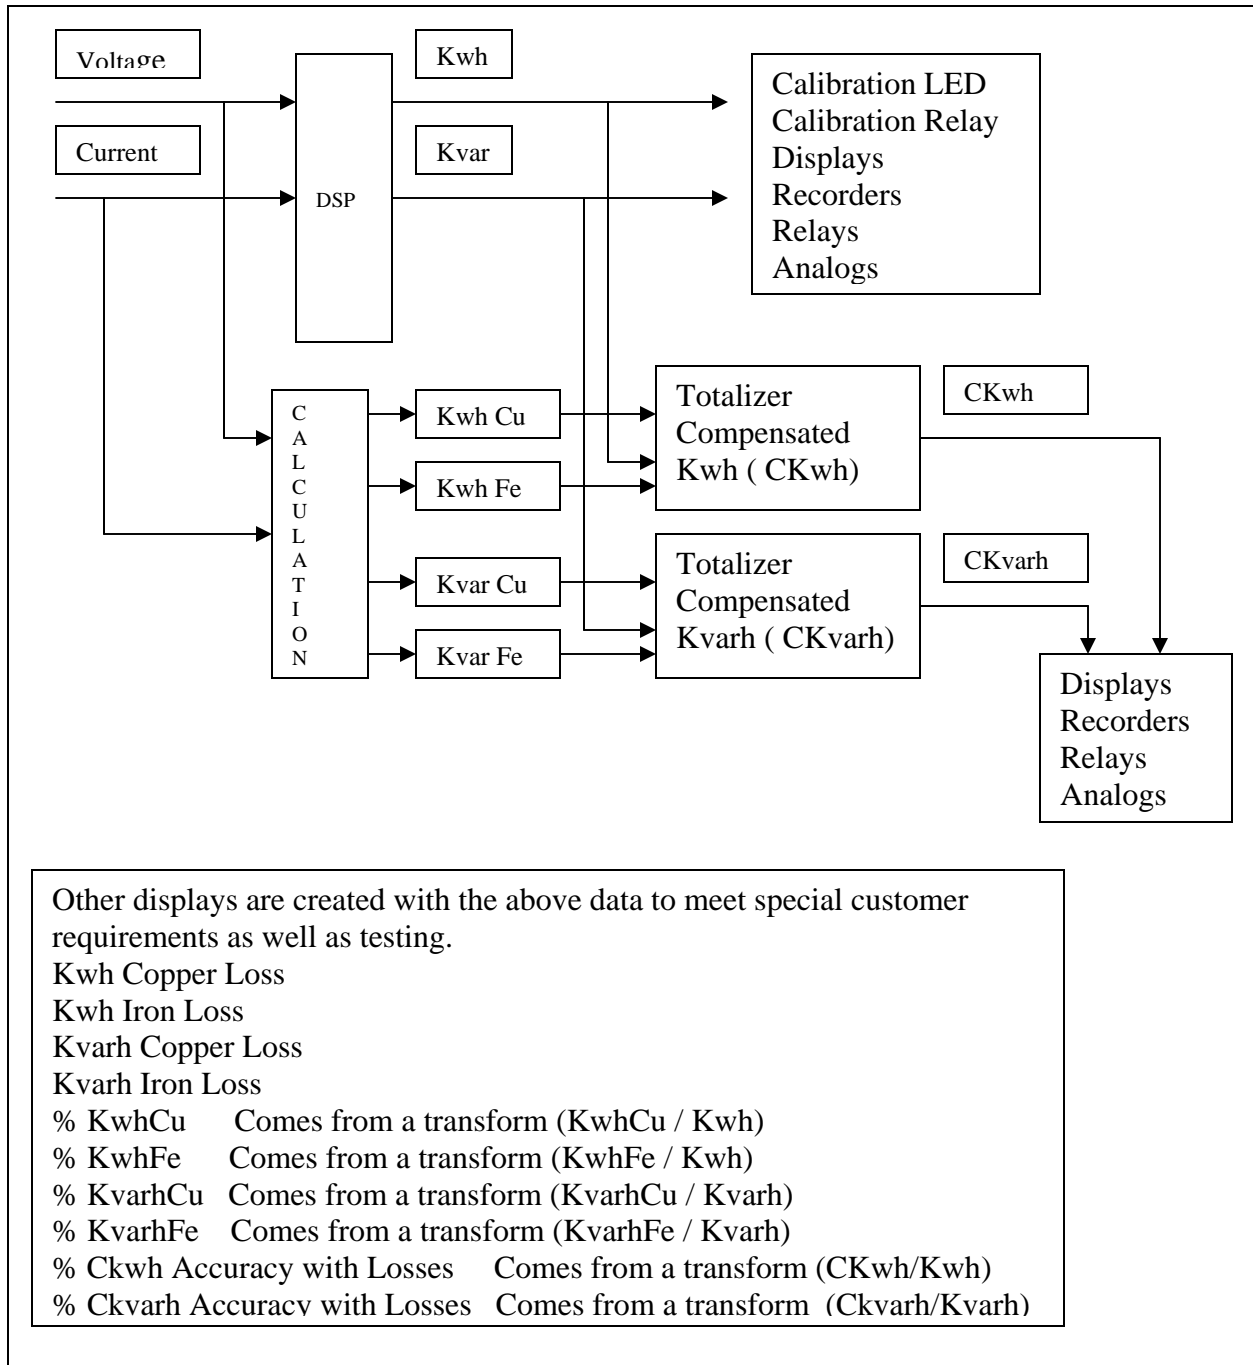 Voltage
Kwh
Current
Kvar
DSP
Calibration LED
Calibration Relay
Displays
Recorders
Relays
Analogs
CALCULATION
Kwh Cu
Kwh Fe
Kvar Cu
Kvar Fe
Totalizer
Compensated
Kwh ( CKwh)
CKwh
Totalizer
Compensated
Kvarh ( CKvarh)
CKvarh
Displays
Recorders
Relays
Analogs
Other displays are created with the above data to meet special customer
requirements as well as testing.
Kwh Copper Loss
Kwh Iron Loss
Kvarh Copper Loss
Kvarh Iron Loss
% KwhCu Comes from a transform (KwhCu / Kwh)
% KwhFe Comes from a transform (KwhFe / Kwh)
% KvarhCu Comes from a transform (KvarhCu / Kvarh)
% KvarhFe Comes from a transform (KvarhFe / Kvarh)
% Ckwh Accuracy with Losses Comes from a transform (CKwh/Kwh)
% Ckvarh Accuracy with Losses Comes from a transform (Ckvarh/Kvarh)